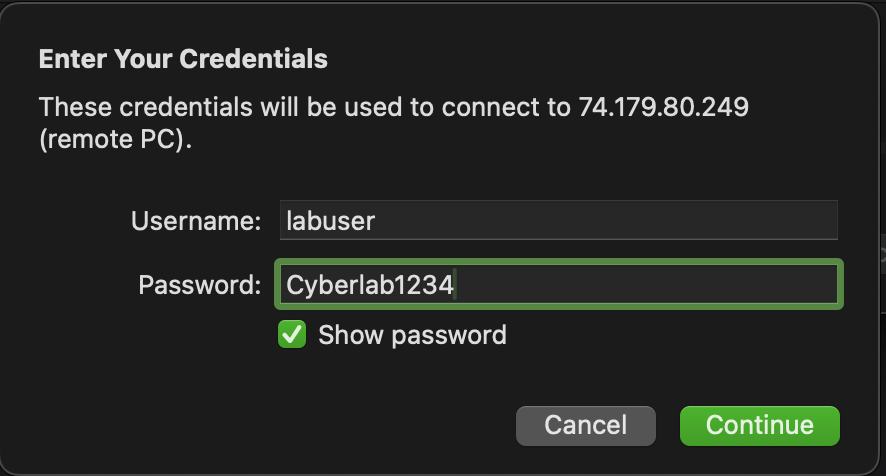 Enter Your Credentials
These credentials will be used to connect to 74.179.80.249
(remote PC).
Username: labuser
Password: Cyberlab1234
Show password
Cancel Continue